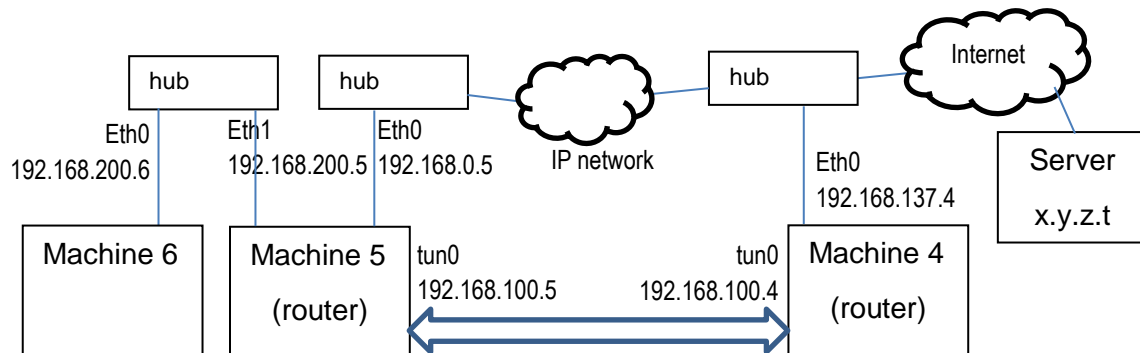 hub
hub
hub
Internet
Eth0
192.168.200.6
Eth1
192.168.200.5
Eth0
192.168.0.5
IP network
Eth0
192.168.137.4
Server
x.y.z.t
Machine 6
Machine 5
(router)
tun0
192.168.100.5
tun0
192.168.100.4
Machine 4
(router)